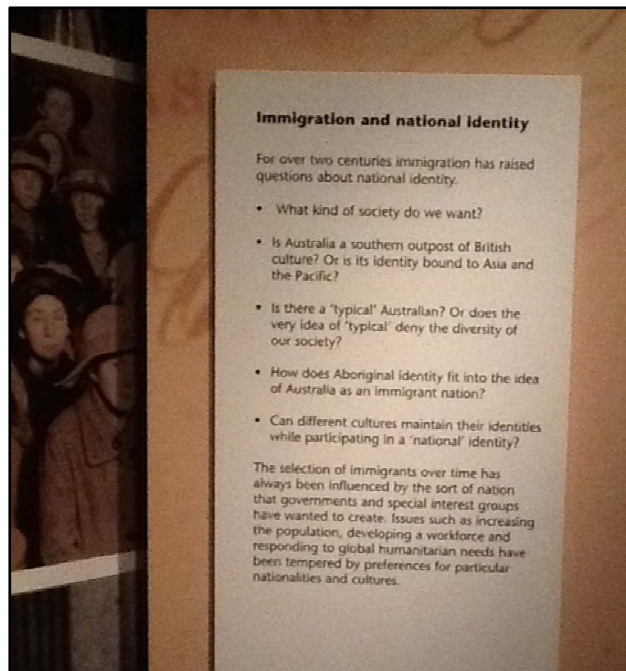 Immigration and national identity
For over two centuries immigration has raised
questions about national identity.
• What kind of society do we want?
• Is Australia a southern outpost of British
culture? Or is its identity bound to Asia and
the Pacific?
• Is there a 'typical' Australian? Or does the
very idea of 'typical' deny the diversity of
our society?
• How does Aboriginal identity fit into the idea
of Australia as an immigrant nation?
• Can different cultures maintain their identities
while participating in a 'national' identity?
The selection of immigrants over time has
always been influenced by the sort of nation
that governments and special interest groups
have wanted to create. Issues such as increasing
the population, developing a workforce and
responding to global humanitarian needs have
been tempered by preferences for particular
nationalities and cultures.